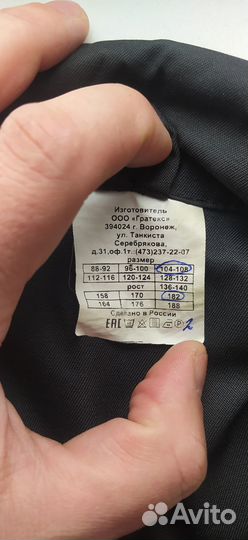 Изготовитель
ООО «Гратекс»
394024 г. Воронеж,
ул. Танкиста
Серебрякова,
д.31,оф.1т. (473)237-22-07
размер
88-92 96-100 104-108
112-116 120-124 128-132
рост 136-140
158 170 182
164 176 188
Сделано в России
EAC P 2
Avito